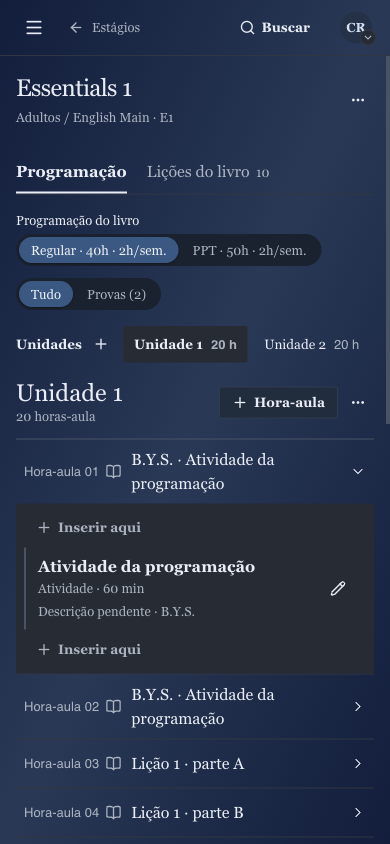 Estágios
Buscar
CR
Essentials 1
Adultos / English Main · E1
Programação
Lições do livro 10
Programação do livro
Regular · 40h · 2h/sem.
PPT · 50h · 2h/sem.
Tudo
Provas (2)
Unidades +
Unidade 1 20 h
Unidade 2 20 h
Unidade 1
20 horas-aula
+ Hora-aula
Hora-aula 01
B.Y.S. · Atividade da
programação
+ Inserir aqui
Atividade da programação
Atividade · 60 min
Descrição pendente · B.Y.S.
+ Inserir aqui
Hora-aula 02
B.Y.S. · Atividade da
programação
Hora-aula 03 Lição 1 · parte A
Hora-aula 04 Lição 1 · parte B